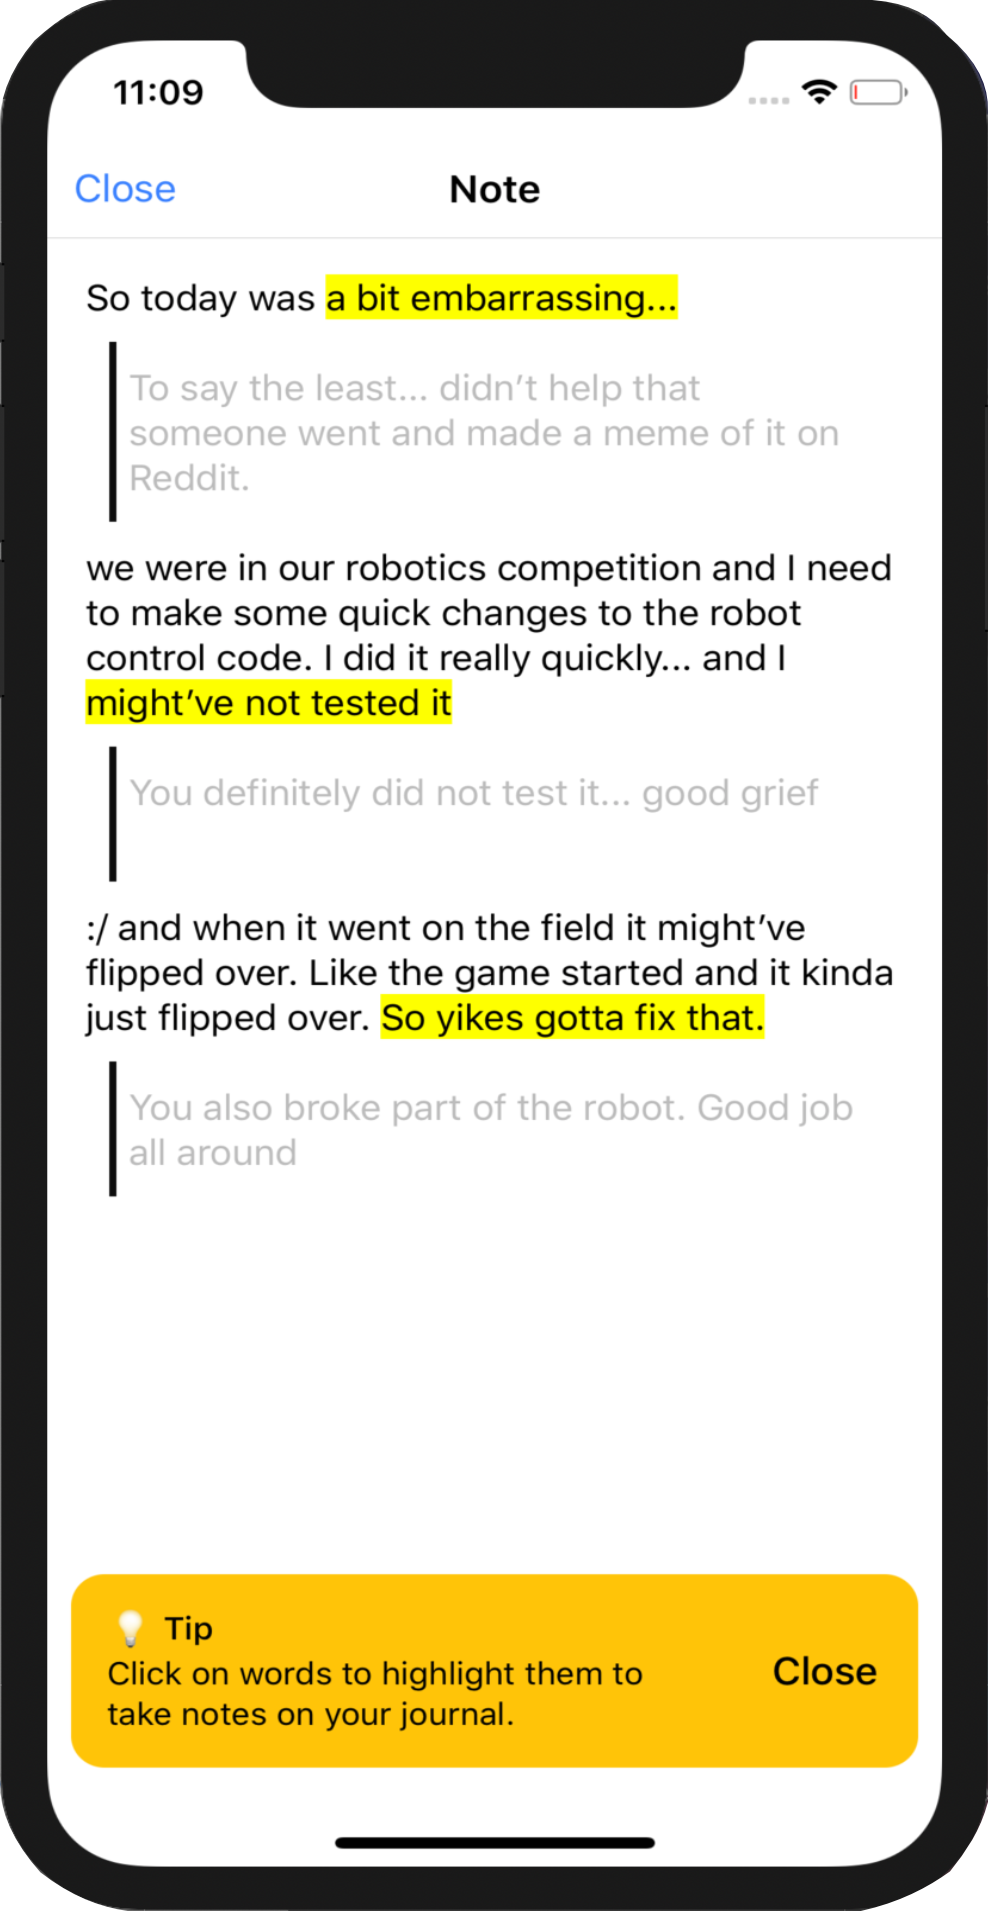 11:09
Close
Note
So today was a bit embarrassing...
To say the least... didn’t help that
someone went and made a meme of it on
Reddit.
we were in our robotics competition and I need
to make some quick changes to the robot
control code. I did it really quickly... and I
might’ve not tested it
You definitely did not test it... good grief
:/ and when it went on the field it might’ve
flipped over. Like the game started and it kinda
just flipped over. So yikes gotta fix that.
You also broke part of the robot. Good job
all around
Tip
Click on words to highlight them to
take notes on your journal.
Close